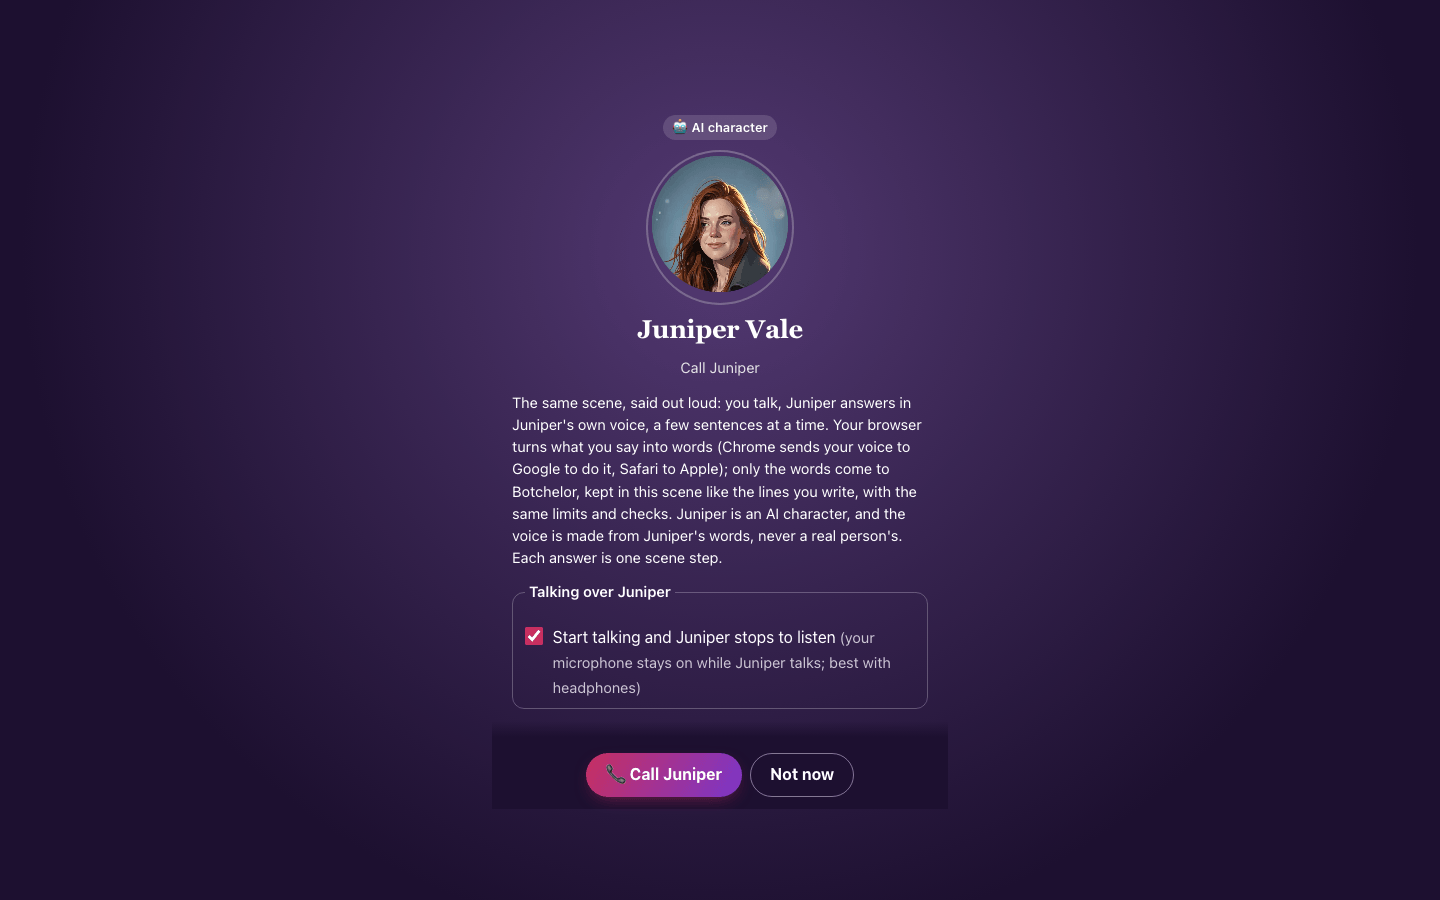 AI character
Juniper Vale
Call Juniper
The same scene, said out loud: you talk, Juniper answers in
Juniper's own voice, a few sentences at a time. Your browser
turns what you say into words (Chrome sends your voice to
Google to do it, Safari to Apple); only the words come to
Botchelor, kept in this scene like the lines you write, with the
same limits and checks. Juniper is an AI character, and the
voice is made from Juniper's words, never a real person's.
Each answer is one scene step.
Talking over Juniper
Start talking and Juniper stops to listen (your
microphone stays on while Juniper talks; best with
headphones)
Call Juniper
Not now